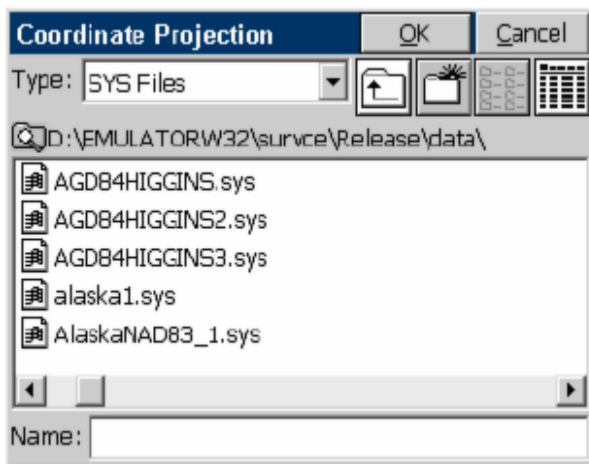 Coordinate Projection OK Cancel
Type: SYS Files
D:\EMULATORW32\survce\Release\data\
AGD84HIGGINS.sys
AGD84HIGGINS2.sys
AGD84HIGGINS3.sys
alaska1.sys
AlaskaNAD83_1.sys
Name: